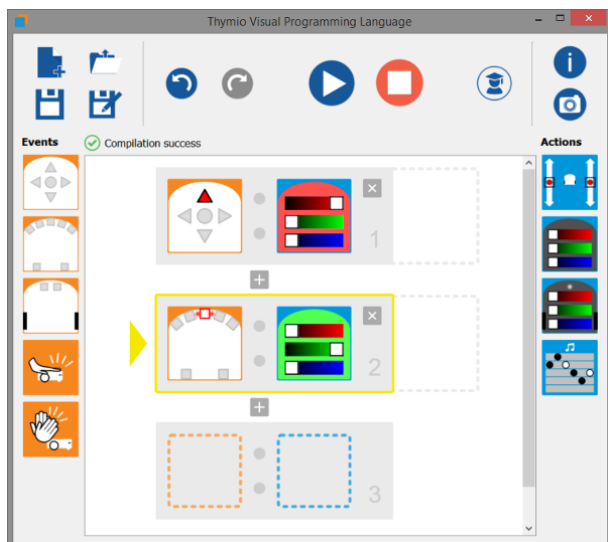 Thymio Visual Programming Language
Events
Compilation success
Actions
1
2
3